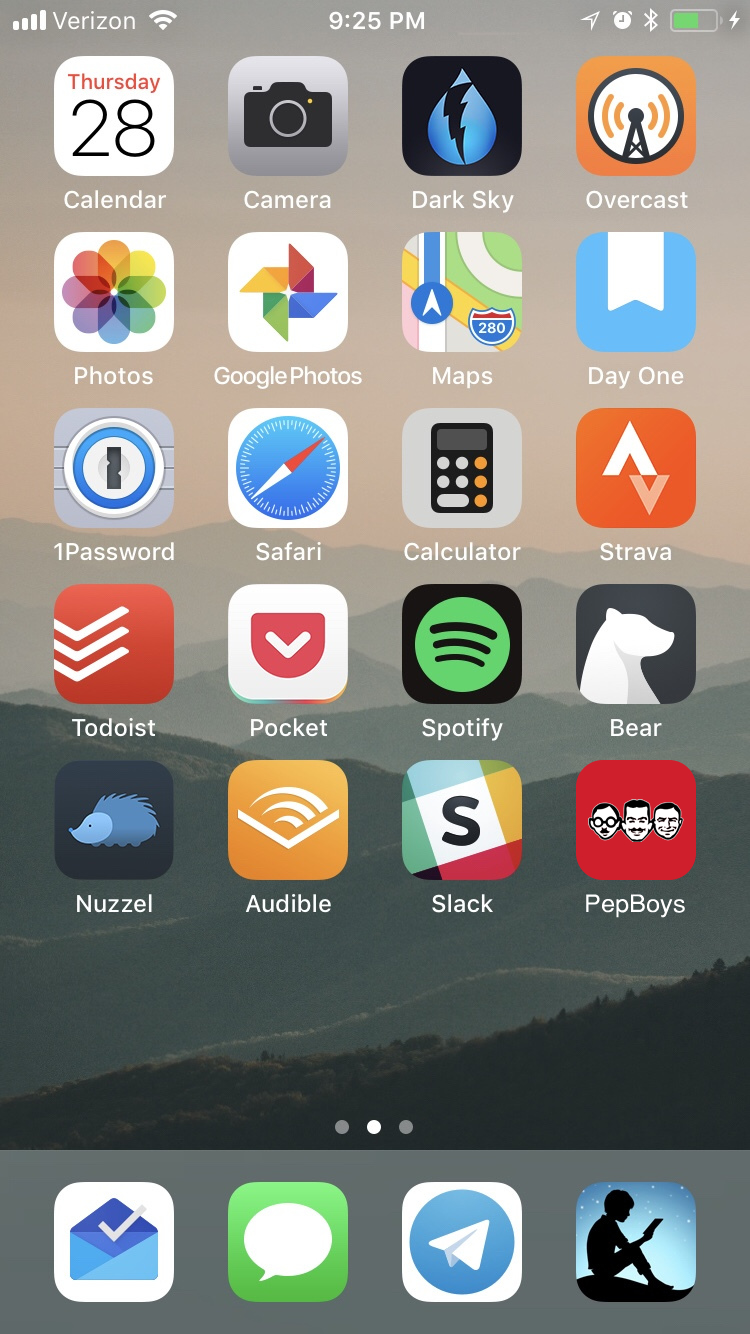 Verizon 9:25 PM
Thursday
28
Calendar Camera Dark Sky Overcast
280
Photos Google Photos Maps Day One
1Password Safari Calculator Strava
Todoist Pocket Spotify Bear
S
Nuzzel Audible Slack PepBoys